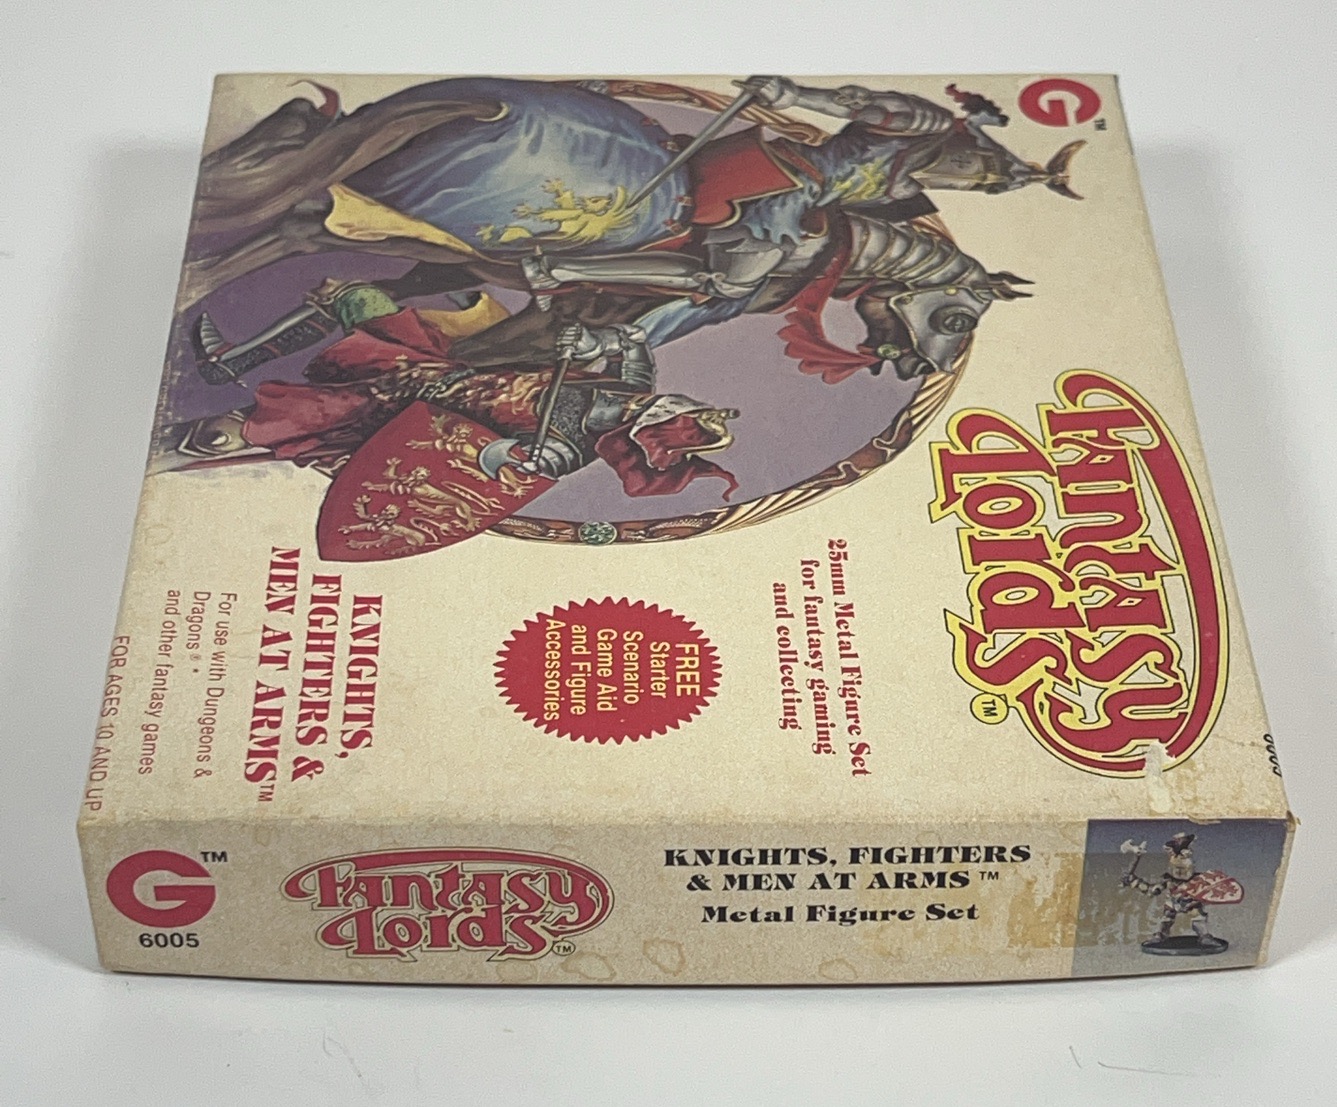 G™
Fantasy
Lords™
25mm Metal Figure Set
for fantasy gaming
and collecting
FREE
Starter
Scenario
Game Aid
and Figure
Accessories
KNIGHTS,
FIGHTERS &
MEN AT ARMS™
For use with Dungeons &
Dragons ® *
and other fantasy games
FOR AGES 10 AND UP
G™
6005
Fantasy
Lords™
KNIGHTS, FIGHTERS
& MEN AT ARMS™
Metal Figure Set